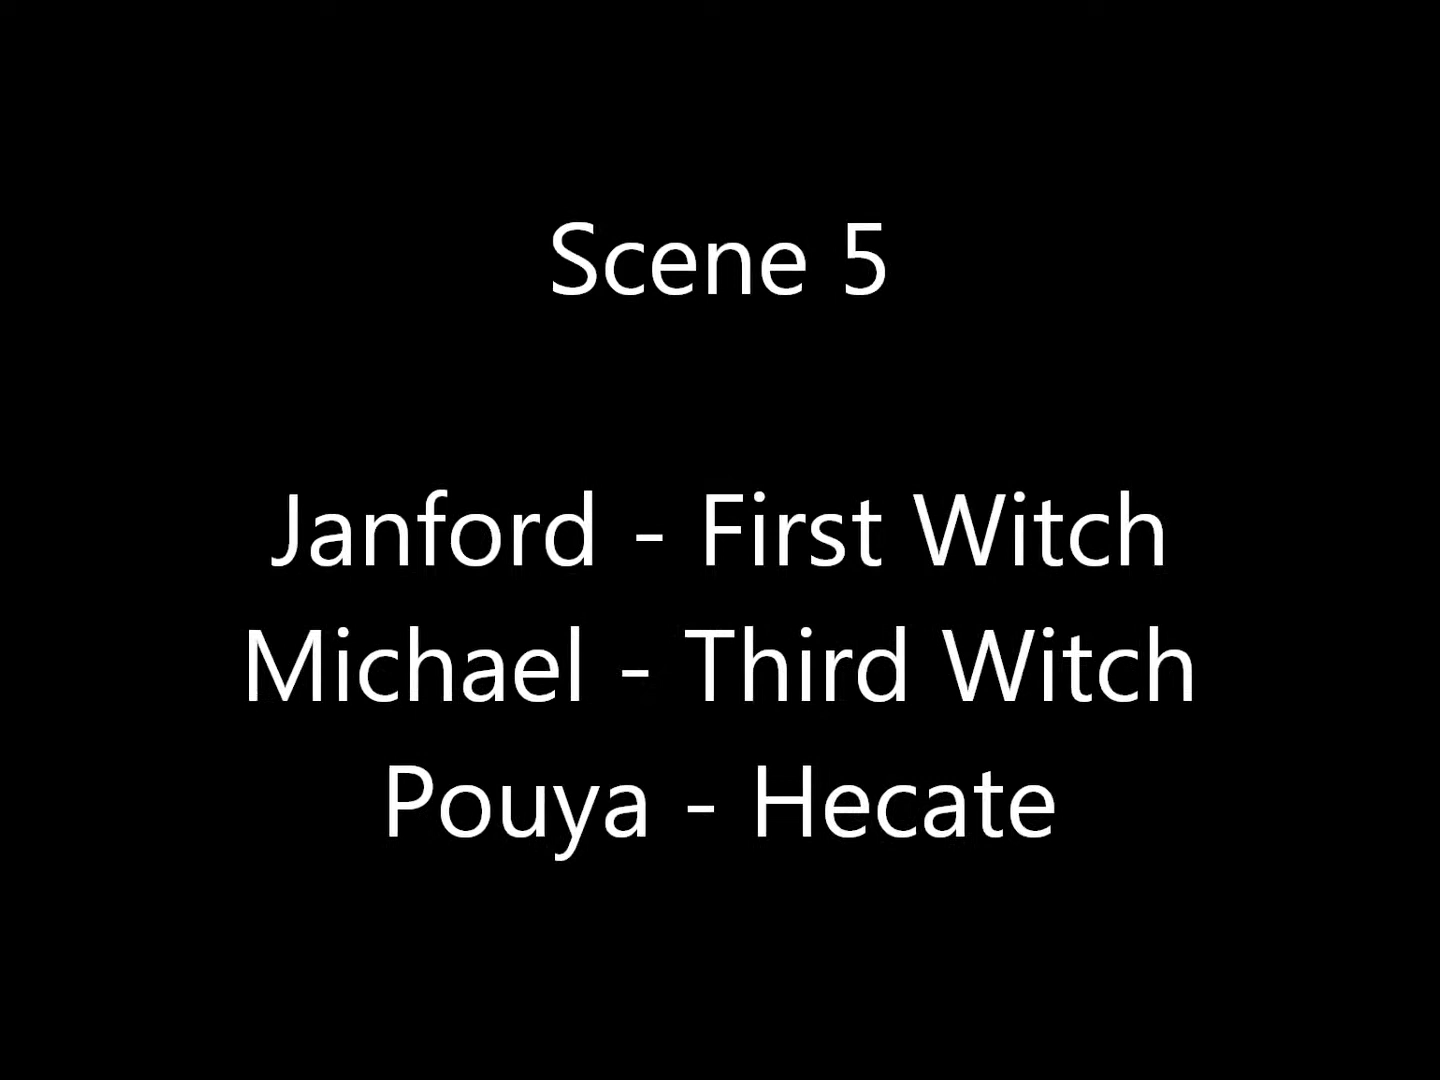 Scene 5
Janford - First Witch
Michael - Third Witch
Pouya - Hecate